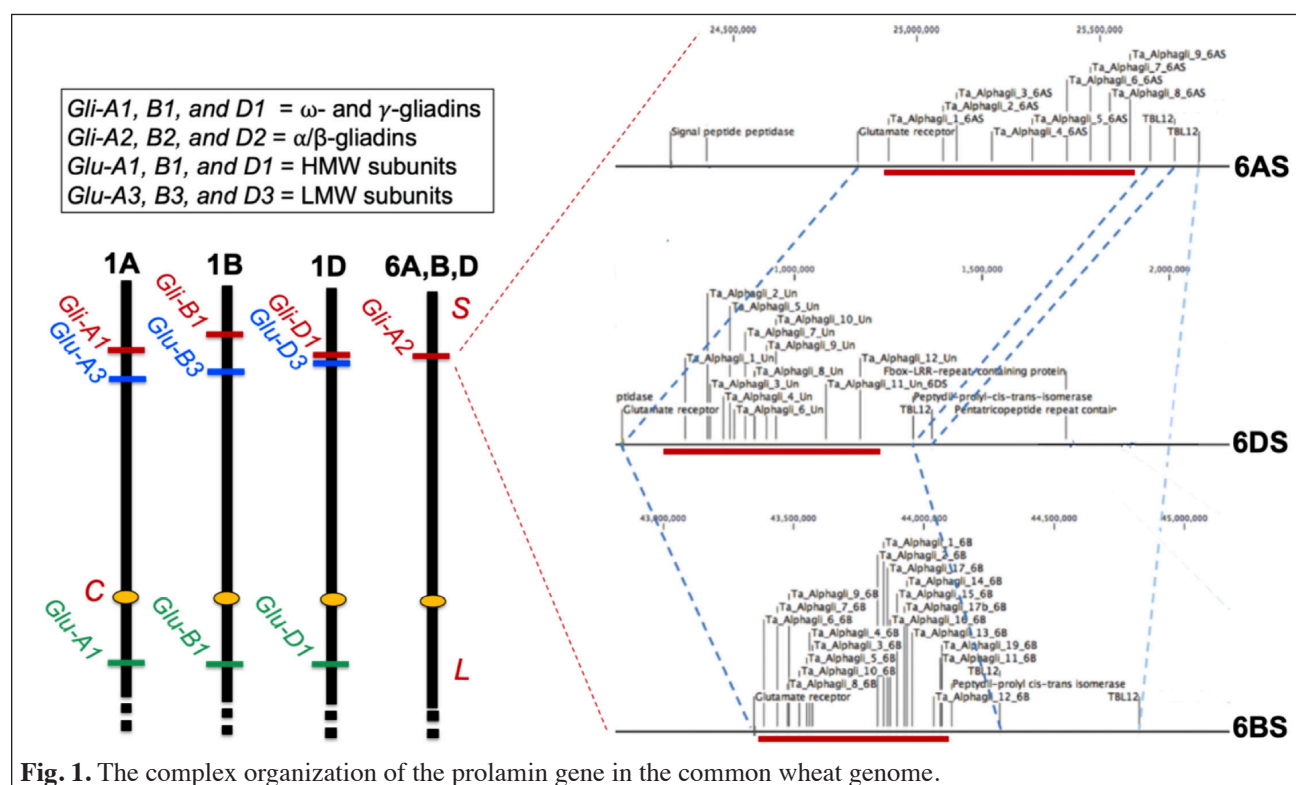 Gli-A1, B1, and D1 = ω- and γ-gliadins
Gli-A2, B2, and D2 = α/β-gliadins
Glu-A1, B1, and D1 = HMW subunits
Glu-A3, B3, and D3 = LMW subunits
1A
1B
1D
6A,B,D
Gli-A1
Glu-A3
Gli-B1
Glu-B3
Gli-D1
Glu-D3
Gli-A2
S
C
L
Glu-A1
Glu-B1
Glu-D1
24,500,000
25,000,000
25,500,000
Ta_Alphagli_9_6AS
Ta_Alphagli_7_6AS
Ta_Alphagli_6_6AS
Ta_Alphagli_3_6AS
Ta_Alphagli_8_6AS
Ta_Alphagli_2_6AS
Ta_Alphagli_1_6AS
Ta_Alphagli_5_6AS
TBL12
Signal peptide peptidase
Glutamate receptor
Ta_Alphagli_4_6AS
TBL12
6AS
1,000,000
1,500,000
2,000,000
Ta_Alphagli_2_Un
Ta_Alphagli_5_Un
Ta_Alphagli_10_Un
Ta_Alphagli_7_Un
Ta_Alphagli_9_Un
Ta_Alphagli_1_Un
Ta_Alphagli_12_Un
Ta_Alphagli_8_Un
Fbox-LRR-repeat containing protein
Ta_Alphagli_3_Un
Ta_Alphagli_11_Un_6DS
ptidase
Ta_Alphagli_4_Un
Peptydil-prolyl-cis-trans-isomerase
Glutamate receptor
Ta_Alphagli_6_Un
TBL12
Pentatricopeptide repeat contain
6DS
43,000,000
43,500,000
44,000,000
44,500,000
45,000,000
Ta_Alphagli_1_6B
Ta_Alphagli_2_6B
Ta_Alphagli_17_6B
Ta_Alphagli_14_6B
Ta_Alphagli_9_6B
Ta_Alphagli_15_6B
Ta_Alphagli_7_6B
Ta_Alphagli_17b_6B
Ta_Alphagli_6_6B
Ta_Alphagli_16_6B
Ta_Alphagli_4_6B
Ta_Alphagli_13_6B
Ta_Alphagli_3_6B
Ta_Alphagli_19_6B
Ta_Alphagli_5_6B
Ta_Alphagli_11_6B
Ta_Alphagli_10_6B
TBL12
Ta_Alphagli_8_6B
Peptydil-prolyl cis-trans isomerase
Glutamate receptor
Ta_Alphagli_12_6B
TBL12
6BS
Fig. 1. The complex organization of the prolamin gene in the common wheat genome.